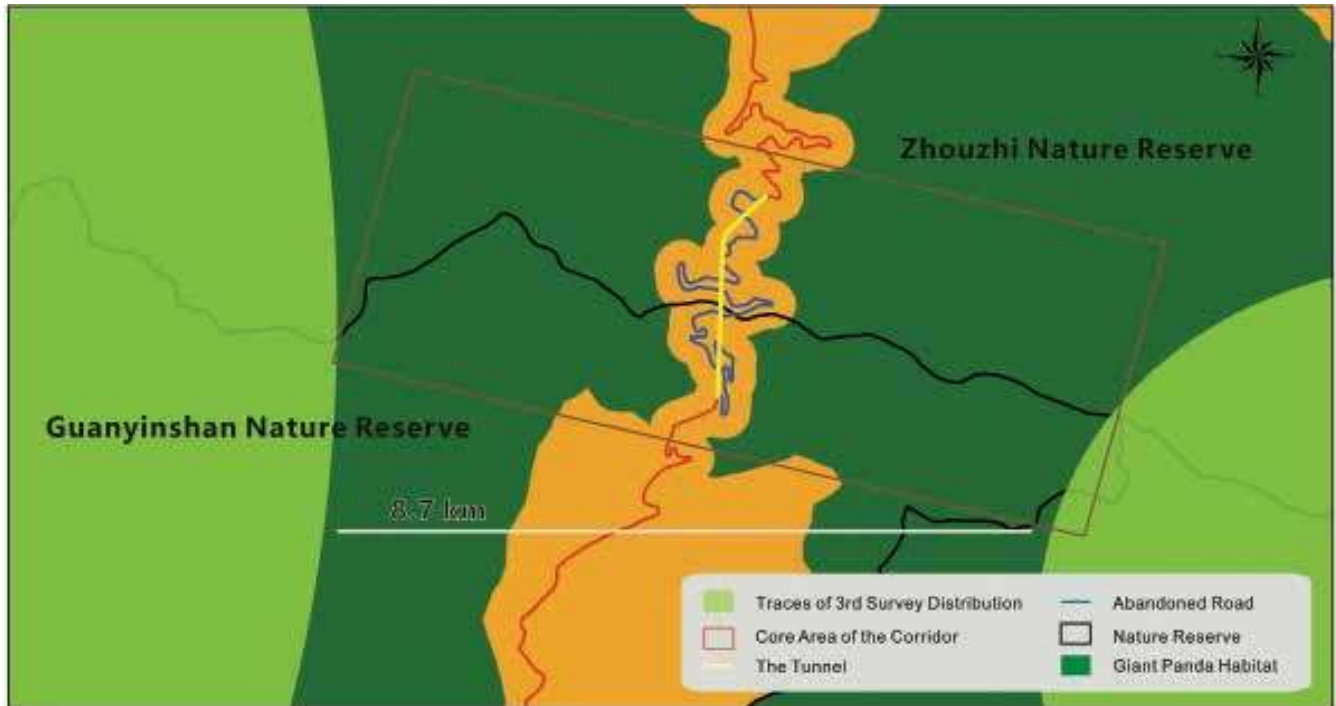 Zhouzhi Nature Reserve
Guanyinshan Nature Reserve
8.7 km
Traces of 3rd Survey Distribution
Core Area of the Corridor
The Tunnel
Abandoned Road
Nature Reserve
Giant Panda Habitat